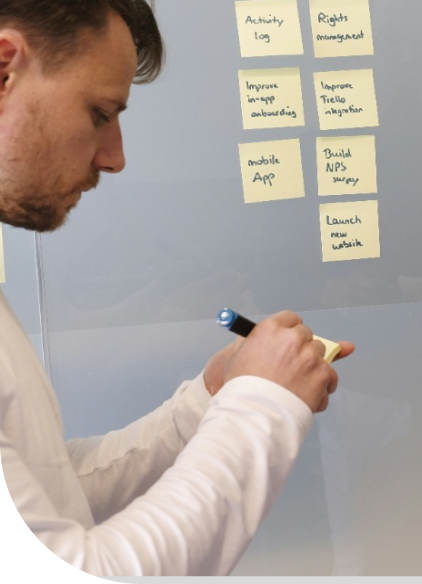 Activity
log
Rights
management
Improve
in-app
onboarding
Improve
Trello
integration
mobile
App
Build
NPS
survey
Launch
new
website